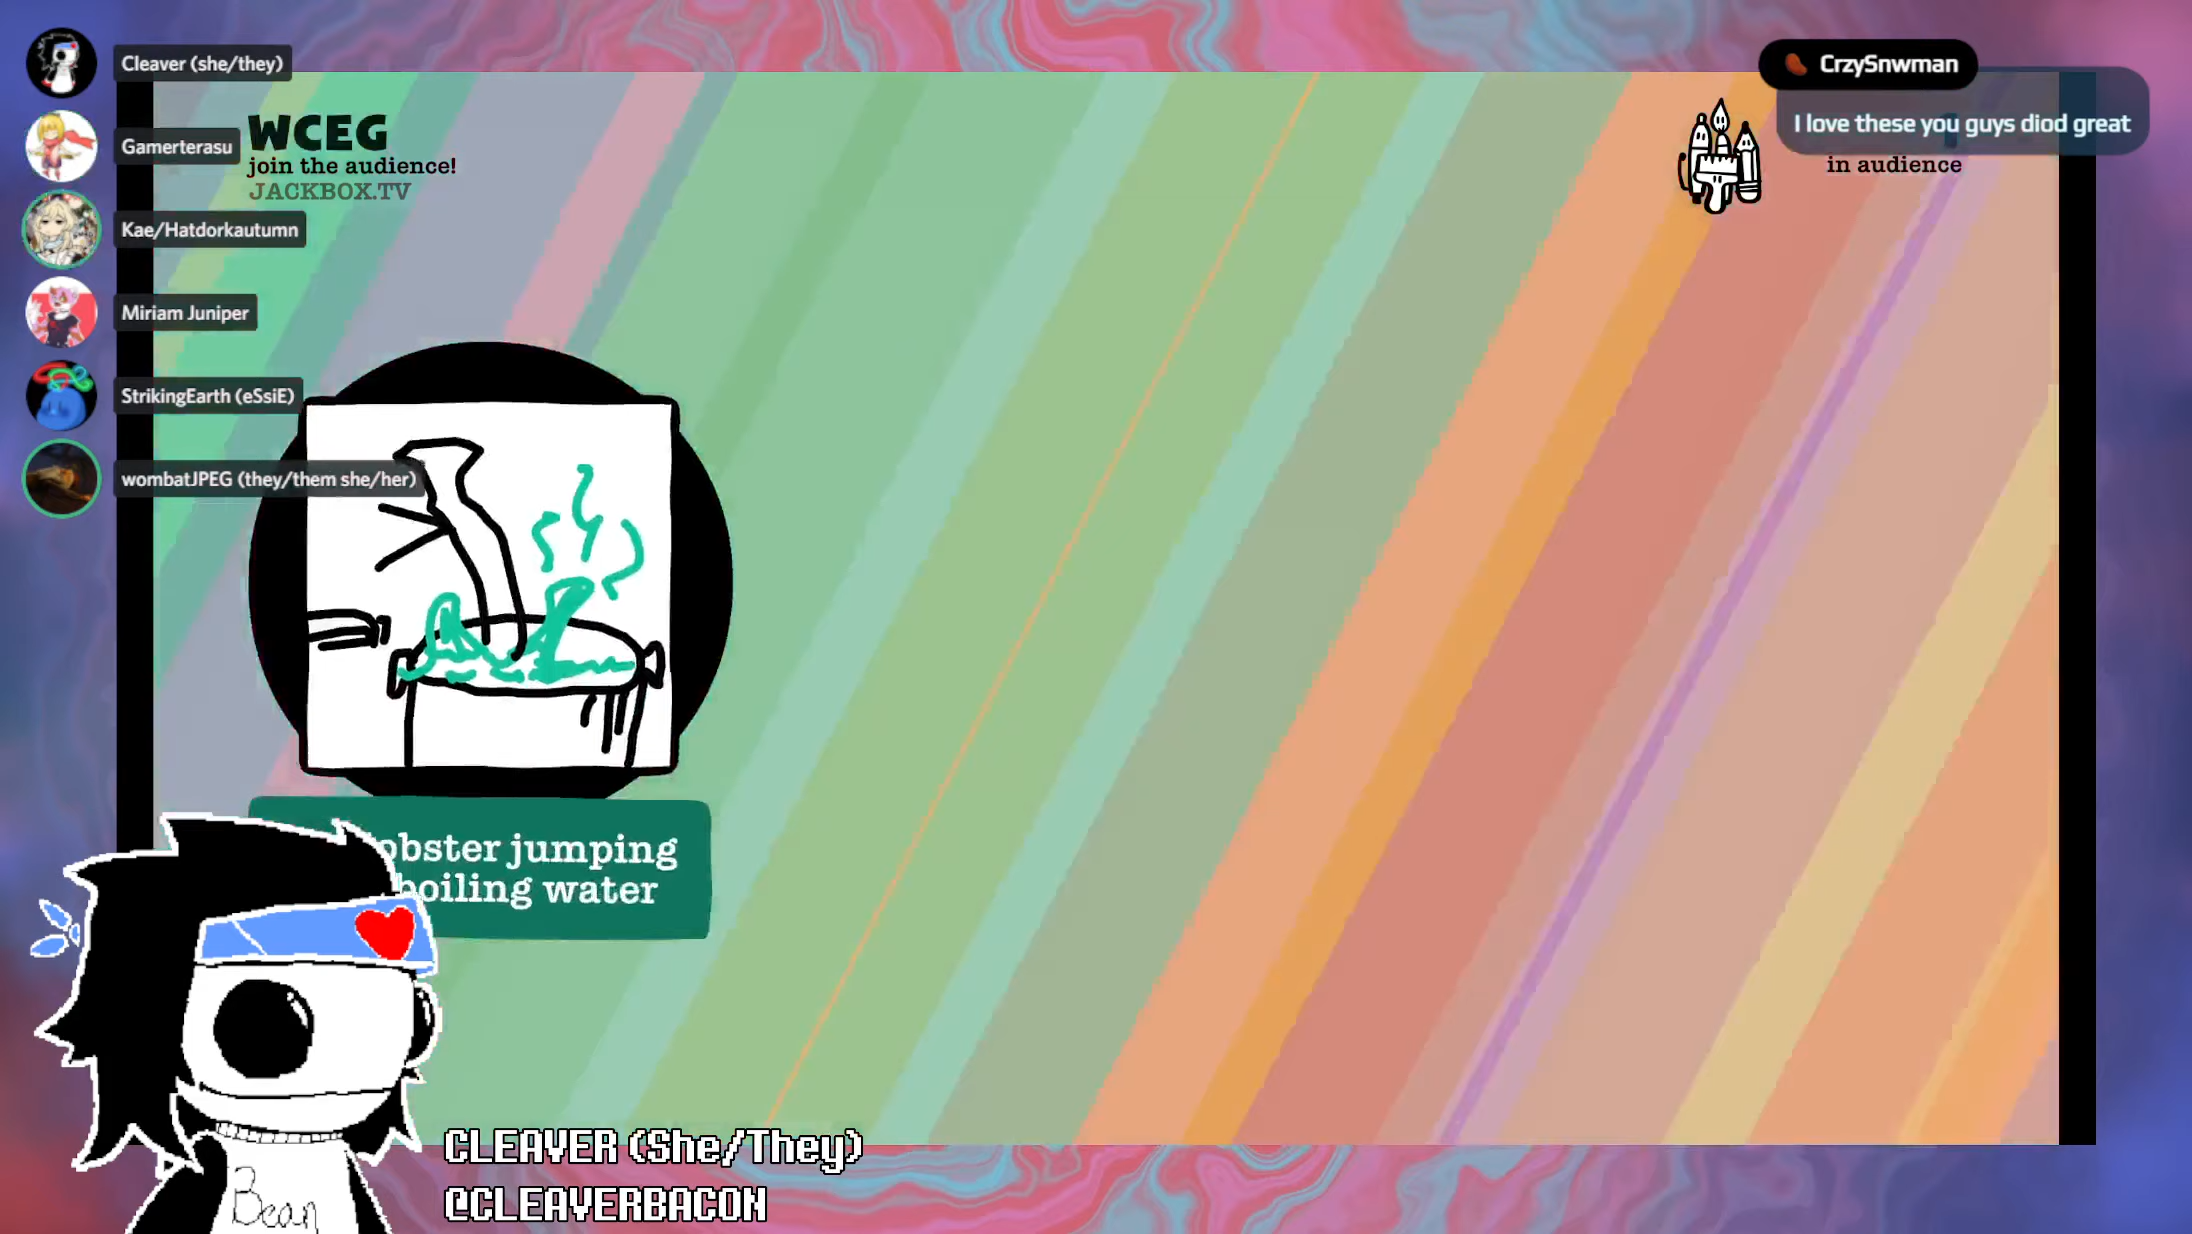 Cleaver (she/they)
CrzySnwman
WCEG
I love these you guys diod great
Gamerterasu
join the audience!
in audience
JACKBOX.TV
Kae/Hatdorkautumn
Miriam Juniper
StrikingEarth (eSsiE)
wombatJPEG (they/them she/her)
obster jumping
boiling water
CLEAVER (She/They)
Bean
@CLEAVERBACON